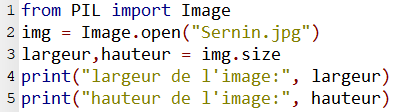 1 from PIL import Image
2 img = Image.open("Sernin.jpg")
3 largeur,hauteur = img.size
4 print("largeur de l'image:", largeur)
5 print("hauteur de l'image:", hauteur)